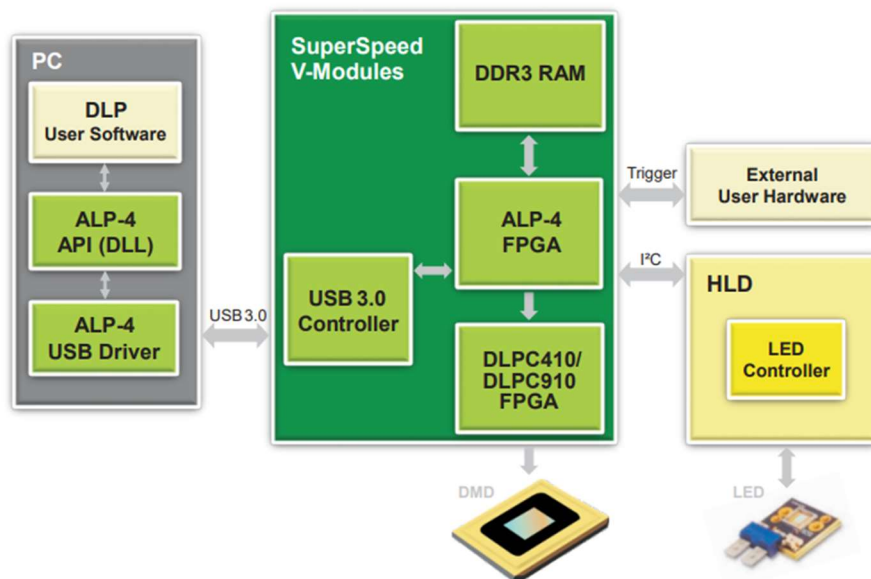 PC
DLP
User Software
ALP-4
API (DLL)
ALP-4
USB Driver
USB 3.0
SuperSpeed
V-Modules
DDR3 RAM
ALP-4
FPGA
USB 3.0
Controller
DLPC410/
DLPC910
FPGA
DMD
Trigger
External
User Hardware
I²C
HLD
LED
Controller
LED